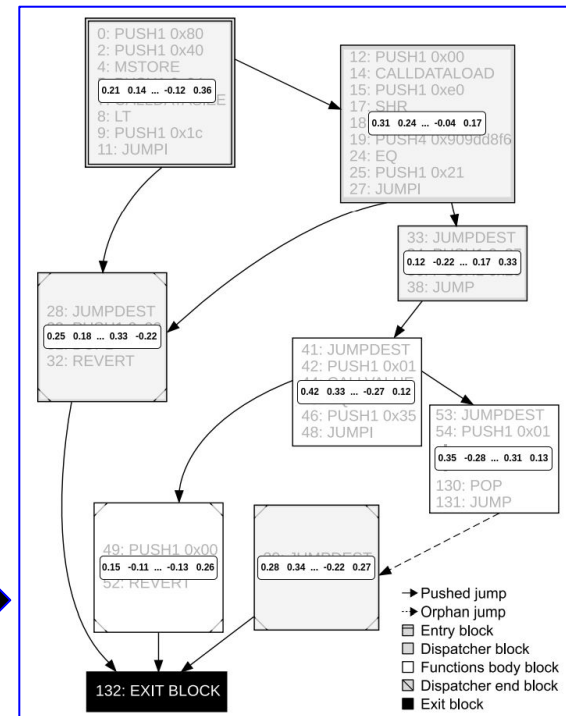 0: PUSH1 0x80
2: PUSH1 0x40
4: MSTORE
0.21 0.14 ... -0.12 0.36
8: LT
9: PUSH1 0x1c
11: JUMPI
12: PUSH1 0x00
14: CALLDATALOAD
15: PUSH1 0xe0
17: SHR
18
0.31 0.24 ... -0.04 0.17
19: PUSH4 0x909dd8f6
24: EQ
25: PUSH1 0x21
27: JUMPI
33: JUMPDEST
0.12 -0.22 ... 0.17 0.33
38: JUMP
28: JUMPDEST
0.25 0.18 ... 0.33 -0.22
32: REVERT
41: JUMPDEST
42: PUSH1 0x01
0.42 0.33 ... -0.27 0.12
46: PUSH1 0x35
48: JUMPI
53: JUMPDEST
54: PUSH1 0x01
0.35 -0.28 ... 0.31 0.13
130: POP
131: JUMP
49: PUSH1 0x00
0.15 -0.11 ... -0.13 0.26
52: REVERT
0.28 0.34 ... -0.22 0.27
132: EXIT BLOCK
Pushed jump
Orphan jump
Entry block
Dispatcher block
Functions body block
Dispatcher end block
Exit block